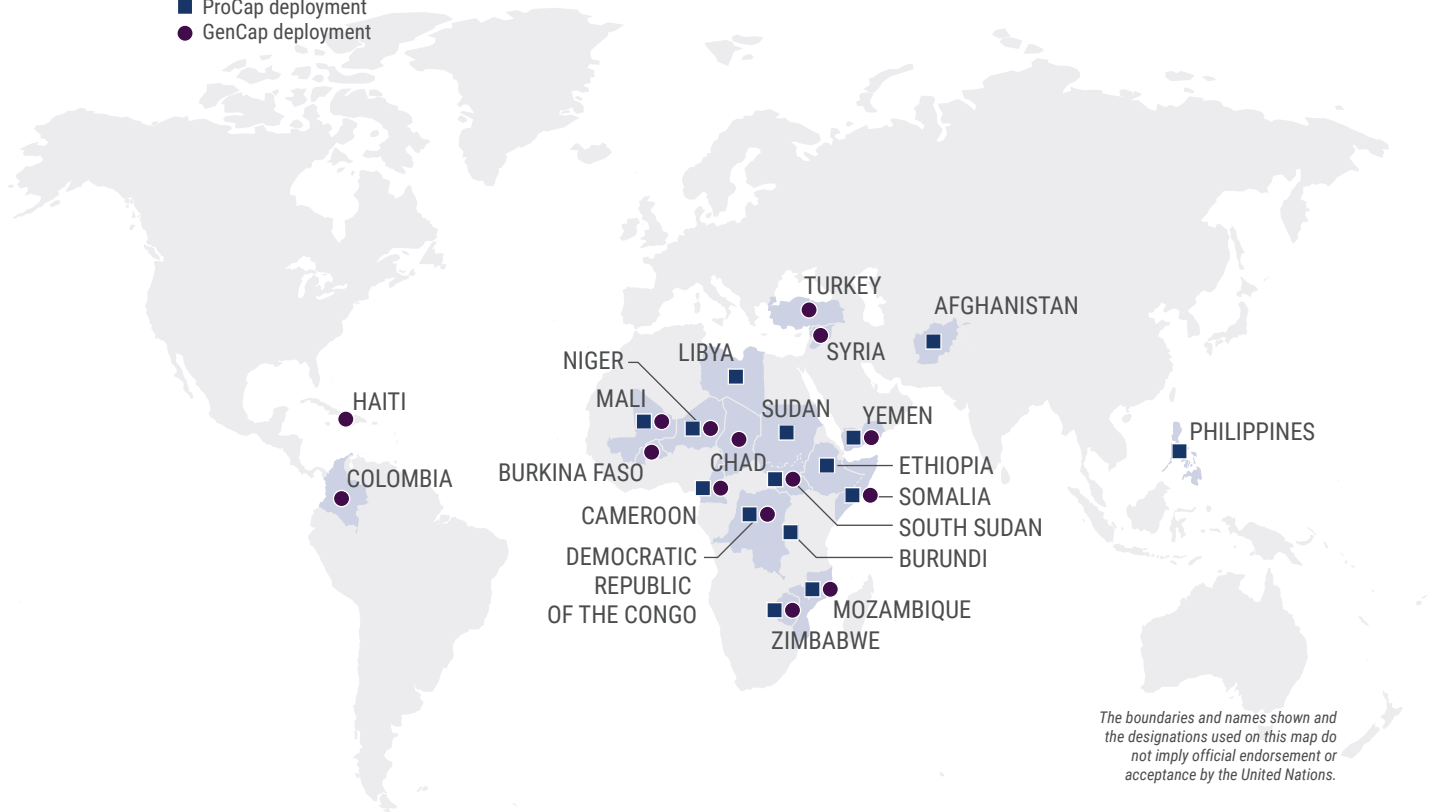 ProCap deployment
GenCap deployment
TURKEY
AFGHANISTAN
SYRIA
LIBYA
NIGER
MALI
SUDAN
HAITI
YEMEN
PHILIPPINES
CHAD
BURKINA FASO
ETHIOPIA
COLOMBIA
SOMALIA
CAMEROON
SOUTH SUDAN
DEMOCRATIC
REPUBLIC
OF THE CONGO
BURUNDI
MOZAMBIQUE
ZIMBABWE
The boundaries and names shown and
the designations used on this map do
not imply official endorsement or
acceptance by the United Nations.